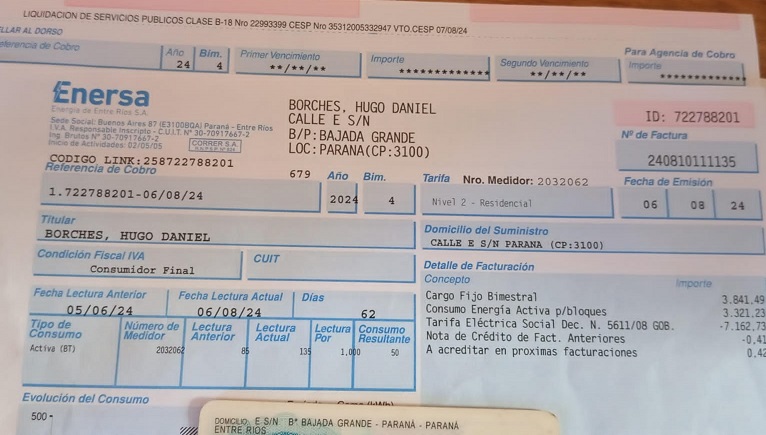 LIQUIDACION DE SERVICIOS PUBLICOS CLASE B-18 Nro 22993399 CESP Nro 35312005332947 VTO.CESP 07/08/24
LLAR AL DORSO
eferencia de Cobro
Año Bim.
24 4
Primer Vencimiento
**/**/**
Importe
*************
Segundo Vencimiento
**/**/**
Para Agencia de Cobro
Importe
*************
Enersa
Energía de Entre Ríos S.A.
Sede Social: Buenos Aires 87 (E3100BQA) Paraná - Entre Ríos
I.V.A. Responsable Inscripto - C.U.I.T. N° 30-70917667-2
Ing. Brutos N° 30-70917667-2
Inicio de Actividades: 02/05/05
CORRER S.A.
CODIGO LINK:258722788201
BORCHES, HUGO DANIEL
CALLE E S/N
B/P:BAJADA GRANDE
LOC:PARANA(CP:3100)
ID: 722788201
N° de Factura
240810111135
Referencia de Cobro
1.722788201-06/08/24
679
Año Bim.
2024 4
Tarifa Nro. Medidor: 2032062
Nivel 2 - Residencial
Fecha de Emisión
06 08 24
Titular
BORCHES, HUGO DANIEL
Domicilio del Suministro
CALLE E S/N PARANA (CP:3100)
Condición Fiscal IVA
Consumidor Final
CUIT
Detalle de Facturación
Concepto Importe
Cargo Fijo Bimestral 3.841,49
Consumo Energía Activa p/bloques 3.321,23
Tarifa Eléctrica Social Dec. N. 5611/08 GOB. -7.162,73
Nota de Crédito de Fact. Anteriores -0,41
A acreditar en proximas facturaciones 0,42
Fecha Lectura Anterior Fecha Lectura Actual Días
05/06/24 06/08/24 62
Tipo de Consumo
Número de Medidor
Lectura Anterior
Lectura Actual
Lectura Por
Consumo Resultante
Activa (BT) 2032062 85 135 1,000 50
Evolución del Consumo
500 -
DOMICILIO: E S/N B° BAJADA GRANDE - PARANÁ - PARANÁ
ENTRE RIOS